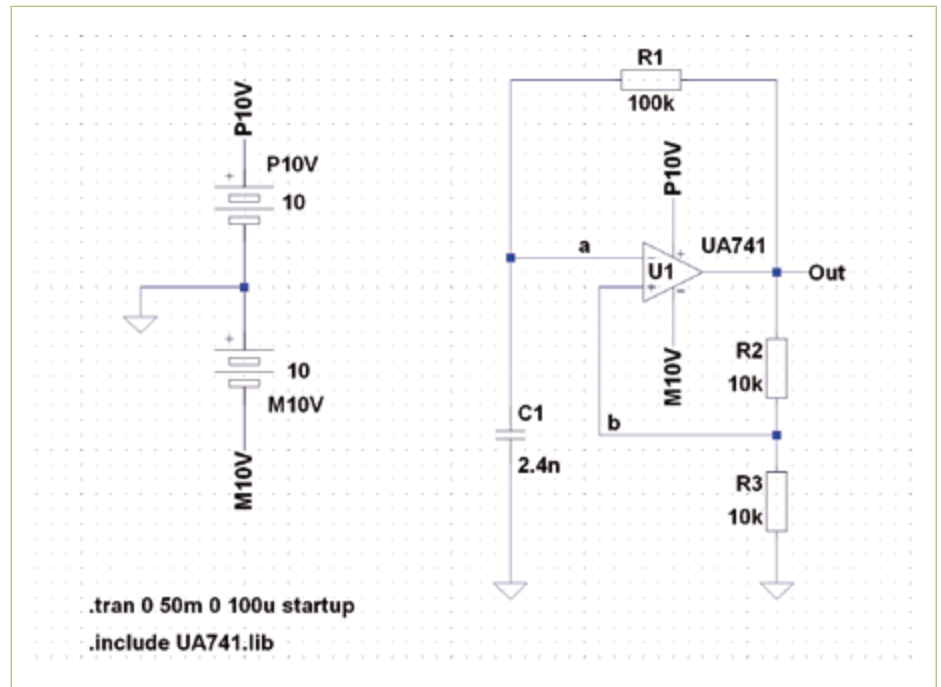 P10V
P10V
+
10
+
10
M10V
M10V
R1
100k
P10V
a
UA741
-
+
U1
+
-
Out
M10V
R2
10k
C1
2.4n
b
R3
10k
.tran 0 50m 0 100u startup
.include UA741.lib